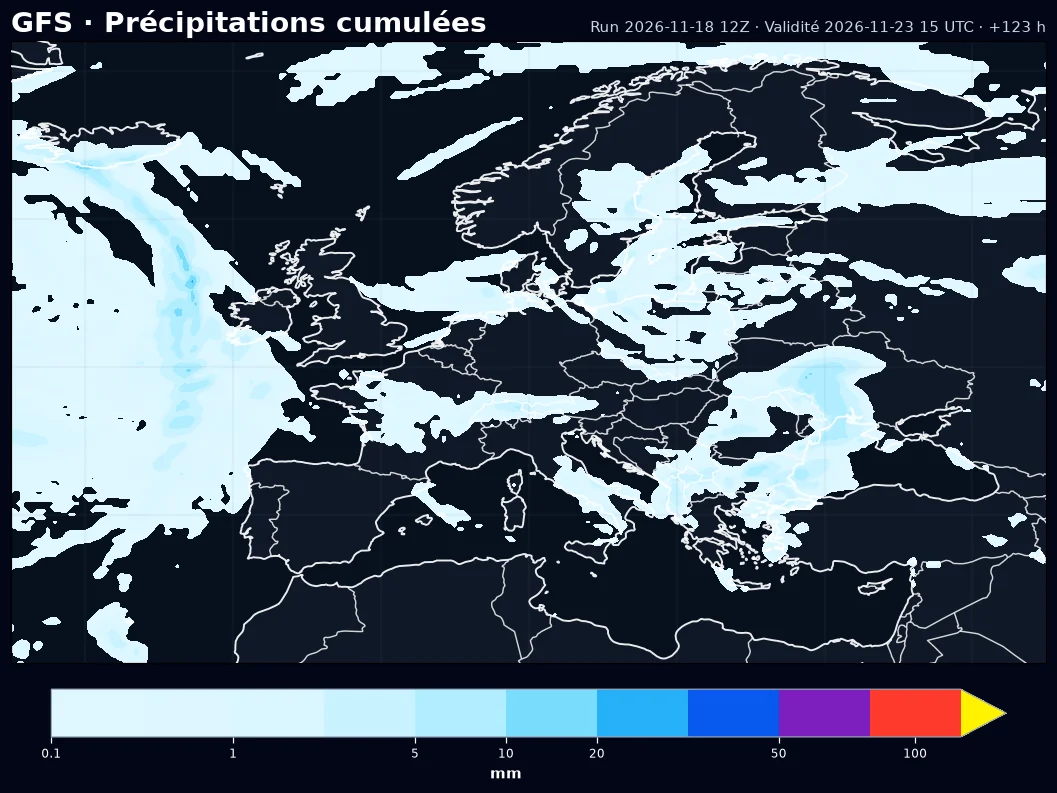 GFS · Précipitations cumulées
Run 2026-11-18 12Z · Validité 2026-11-23 15 UTC · +123 h
0.1 1 5 10 20 50 100
mm